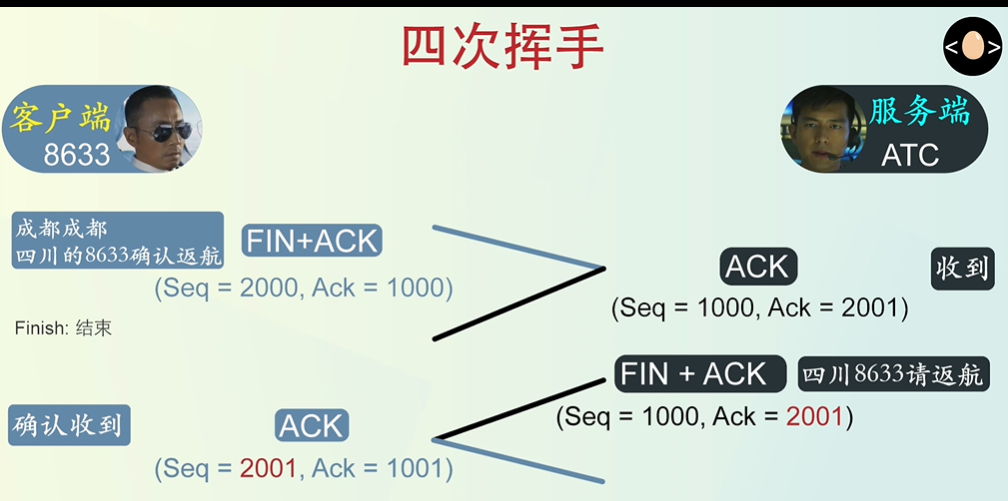 四次挥手
< >
客户端
8633
服务端
ATC
成都成都
四川的8633确认返航
FIN+ACK
(Seq = 2000, Ack = 1000)
ACK
收到
(Seq = 1000, Ack = 2001)
Finish: 结束
FIN + ACK
四川8633请返航
(Seq = 1000, Ack = 2001)
确认收到
ACK
(Seq = 2001, Ack = 1001)